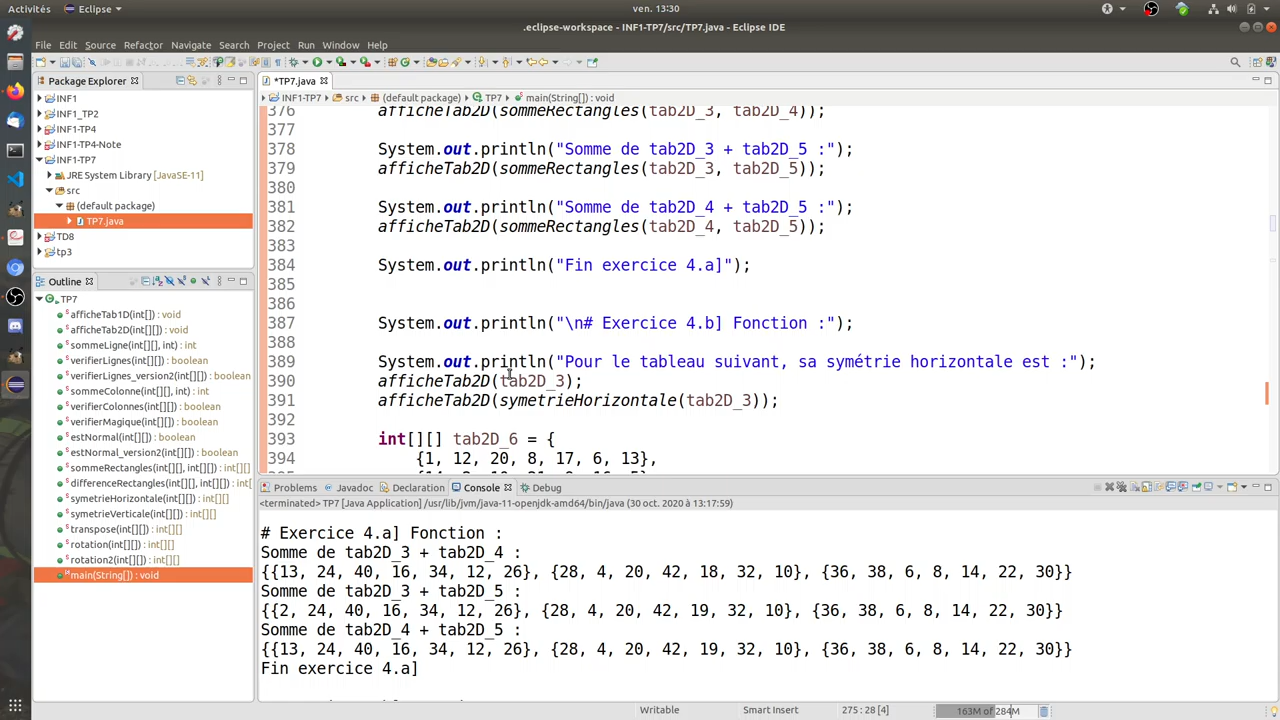 Activités
Eclipse
ven. 13:30
.eclipse-workspace - INF1-TP7/src/TP7.java - Eclipse IDE
File Edit Source Refactor Navigate Search Project Run Window Help
Package Explorer
INF1
INF1_TP2
INF1-TP4
INF1-TP4-Note
INF1-TP7
JRE System Library [JavaSE-11]
src
(default package)
TP7.java
TD8
tp3
Outline
TP7
afficheTab1D(int[]) : void
afficheTab2D(int[][]) : void
sommeLigne(int[][], int) : int
verifierLignes(int[][]) : boolean
verifierLignes_version2(int[][]) : boolean
sommeColonne(int[][], int) : int
verifierColonnes(int[][]) : boolean
verifierMagique(int[][]) : boolean
estNormal(int[][]) : boolean
estNormal_version2(int[][]) : boolean
sommeRectangles(int[][], int[][]) : int[][]
differenceRectangles(int[][], int[][]) : int[][]
symetrieHorizontale(int[][]) : int[][]
symetrieVerticale(int[][]) : int[][]
transpose(int[][]) : int[][]
rotation(int[][]) : int[][]
rotation2(int[][]) : int[][]
main(String[]) : void
*TP7.java
INF1-TP7 src (default package) TP7 main(String[]) : void
376 afficheTab2D(sommeRectangles(tab2D_3, tab2D_4));
377
378 System.out.println("Somme de tab2D_3 + tab2D_5 :");
379 afficheTab2D(sommeRectangles(tab2D_3, tab2D_5));
380
381 System.out.println("Somme de tab2D_4 + tab2D_5 :");
382 afficheTab2D(sommeRectangles(tab2D_4, tab2D_5));
383
384 System.out.println("Fin exercice 4.a]");
385
386
387 System.out.println("\n# Exercice 4.b] Fonction :");
388
389 System.out.println("Pour le tableau suivant, sa symétrie horizontale est :");
390 afficheTab2D(tab2D_3);
391 afficheTab2D(symetrieHorizontale(tab2D_3));
392
393 int[][] tab2D_6 = {
394 {1, 12, 20, 8, 17, 6, 13},
Problems Javadoc Declaration Console Debug
<terminated> TP7 [Java Application] /usr/lib/jvm/java-11-openjdk-amd64/bin/java (30 oct. 2020 à 13:17:59)
# Exercice 4.a] Fonction :
Somme de tab2D_3 + tab2D_4 :
{{13, 24, 40, 16, 34, 12, 26}, {28, 4, 20, 42, 18, 32, 10}, {36, 38, 6, 8, 14, 22, 30}}
Somme de tab2D_3 + tab2D_5 :
{{2, 24, 40, 16, 34, 12, 26}, {28, 4, 20, 42, 19, 32, 10}, {36, 38, 6, 8, 14, 22, 30}}
Somme de tab2D_4 + tab2D_5 :
{{13, 24, 40, 16, 34, 12, 26}, {28, 4, 20, 42, 19, 32, 10}, {36, 38, 6, 8, 14, 22, 30}}
Fin exercice 4.a]
Writable
Smart Insert
275 : 28 [4]
163M of 284M